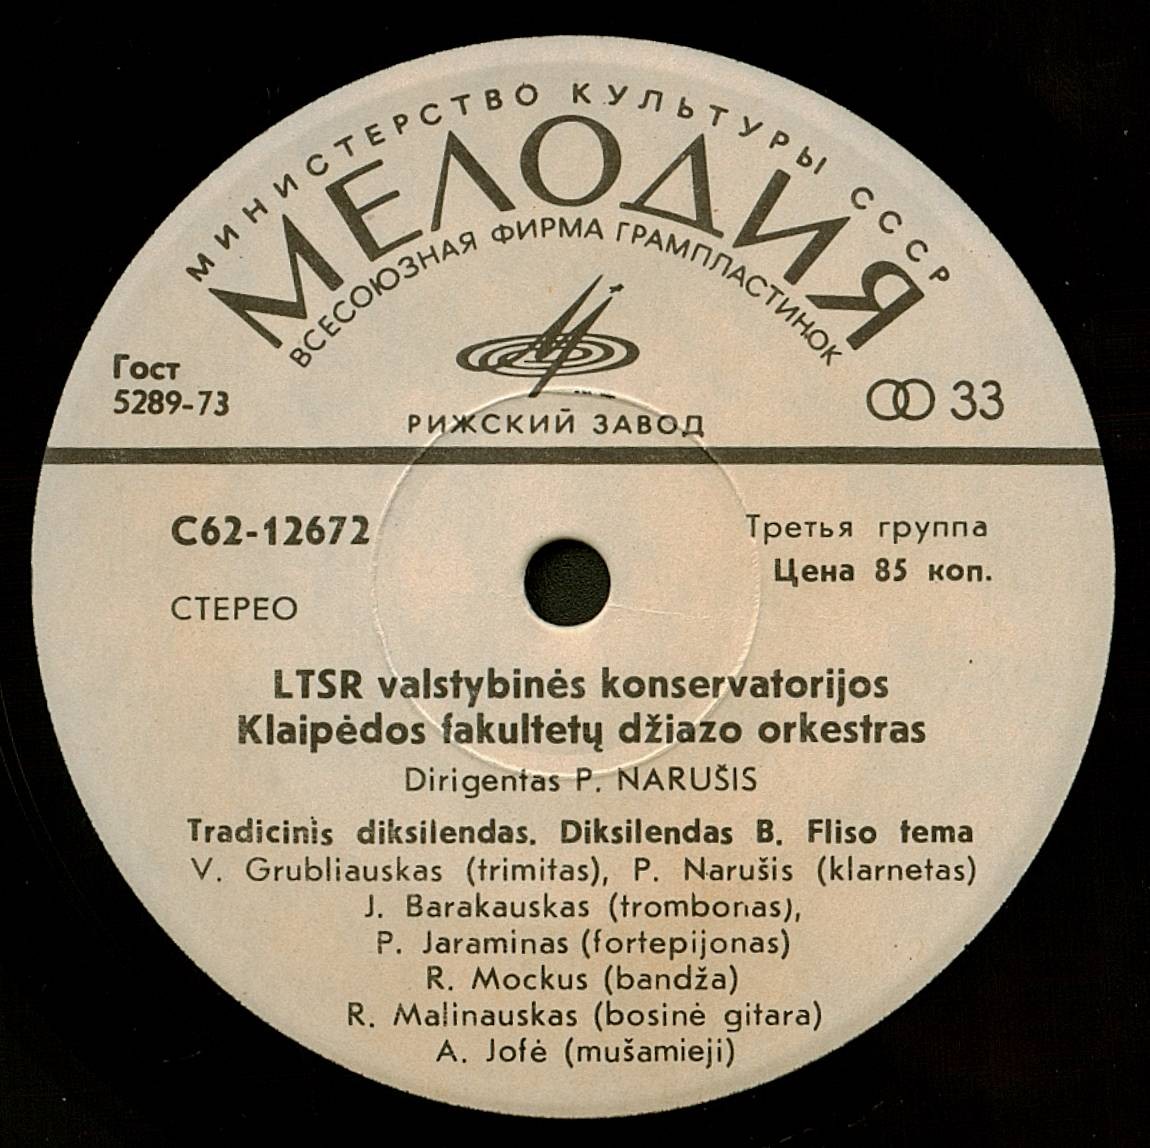 МИНИСТЕРСТВО КУЛЬТУРЫ СССР
МЕЛОДИЯ
ВСЕСОЮЗНАЯ ФИРМА ГРАМПЛАСТИНОК
Гост
5289-73
33
РИЖСКИЙ ЗАВОД
С62-12672
Третья группа
Цена 85 коп.
СТЕРЕО
LTSR valstybinės konservatorijos
Klaipėdos fakultetų džiazo orkestras
Dirigentas P. NARUŠIS
Tradicinis diksilendas. Diksilendas B. Fliso tema
V. Grubliauskas (trimitas), P. Narušis (klarnetas)
J. Barakauskas (trombonas),
P. Jaraminas (fortepijonas)
R. Mockus (bandža)
R. Malinauskas (bosinė gitara)
A. Jofė (mušamieji)